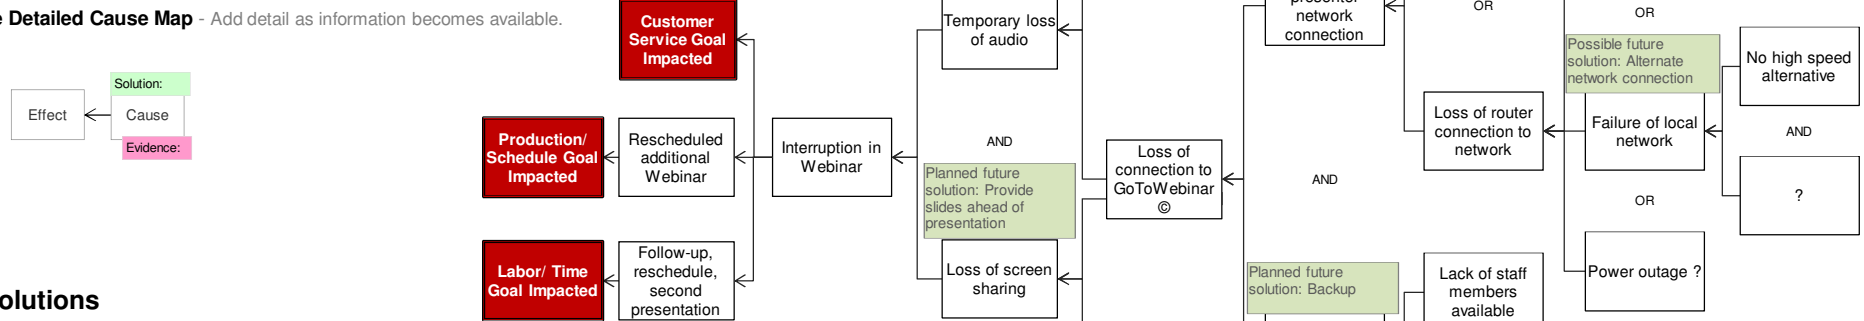 e Detailed Cause Map - Add detail as information becomes available.
Solution:
Effect
Cause
Evidence:
olutions
Customer
Service Goal
Impacted
Production/
Schedule Goal
Impacted
Labor/ Time
Goal Impacted
Rescheduled
additional
Webinar
Follow-up,
reschedule,
second
presentation
Interruption in
Webinar
Temporary loss
of audio
AND
Planned future
solution: Provide
slides ahead of
presentation
Loss of screen
sharing
Loss of
connection to
GoToWebinar
©
presenter
network
connection
AND
Planned future
solution: Backup
OR
Loss of router
connection to
network
Lack of staff
members
available
OR
Possible future
solution: Alternate
network connection
Failure of local
network
OR
Power outage ?
No high speed
alternative
AND
?